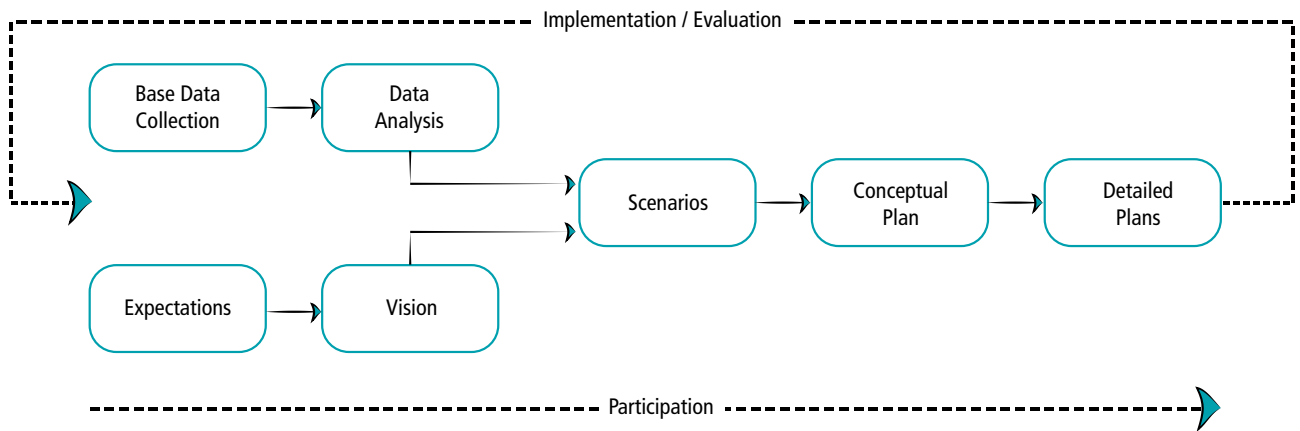 Implementation / Evaluation
Base Data
Collection
Data
Analysis
Scenarios
Conceptual
Plan
Detailed
Plans
Expectations
Vision
Participation